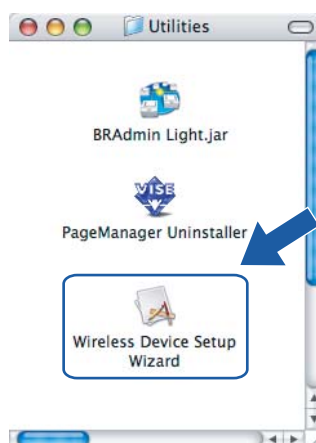 Utilities
BRAdmin Light.jar
VISE
PageManager Uninstaller
Wireless Device Setup
Wizard